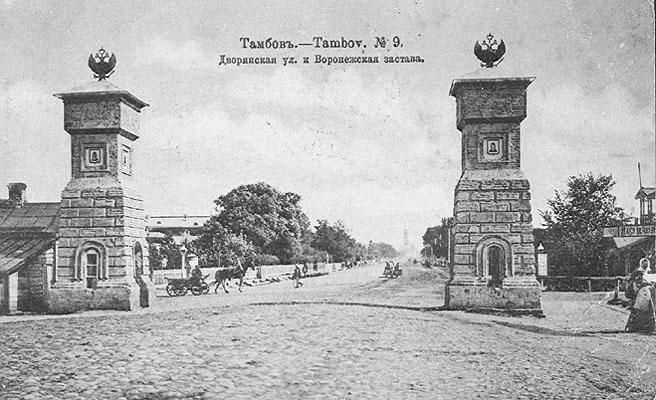 Тамбовъ.—Tambov. № 9.
Дворянская ул. и Воронежская застава.